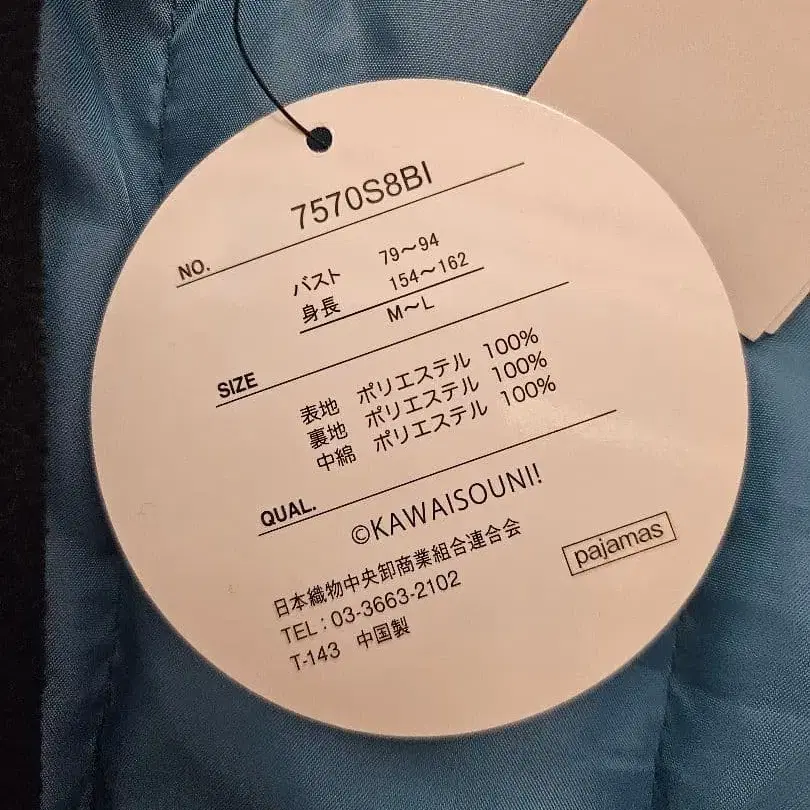 NO. 7570S8BI
バスト 79〜94
身長 154〜162
SIZE M〜L
表地 ポリエステル 100%
裏地 ポリエステル 100%
中綿 ポリエステル 100%
QUAL.
©KAWAISOUNI!
日本織物中央卸商業組合連合会
TEL:03-3663-2102
T-143 中国製
pajamas